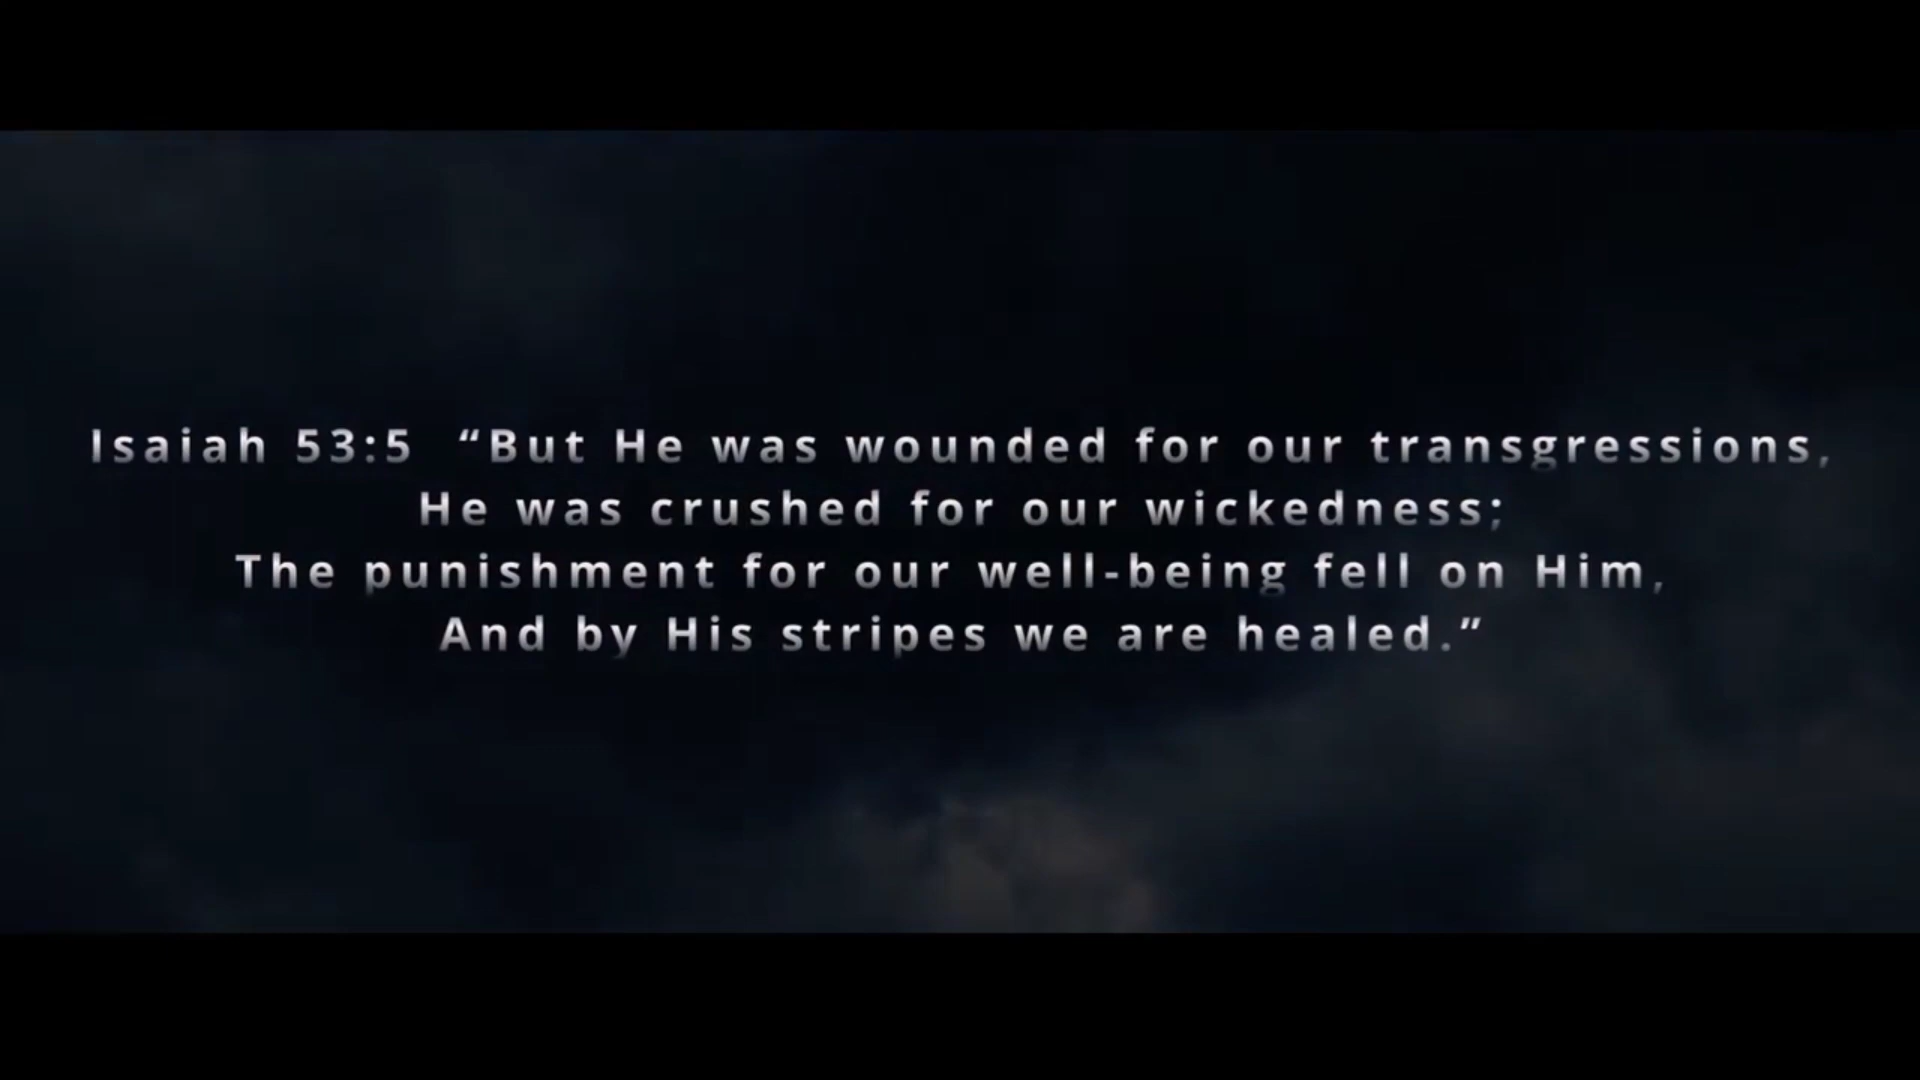 Isaiah 53:5  “But He was wounded for our transgressions,
He was crushed for our wickedness;
The punishment for our well-being fell on Him,
And by His stripes we are healed.”